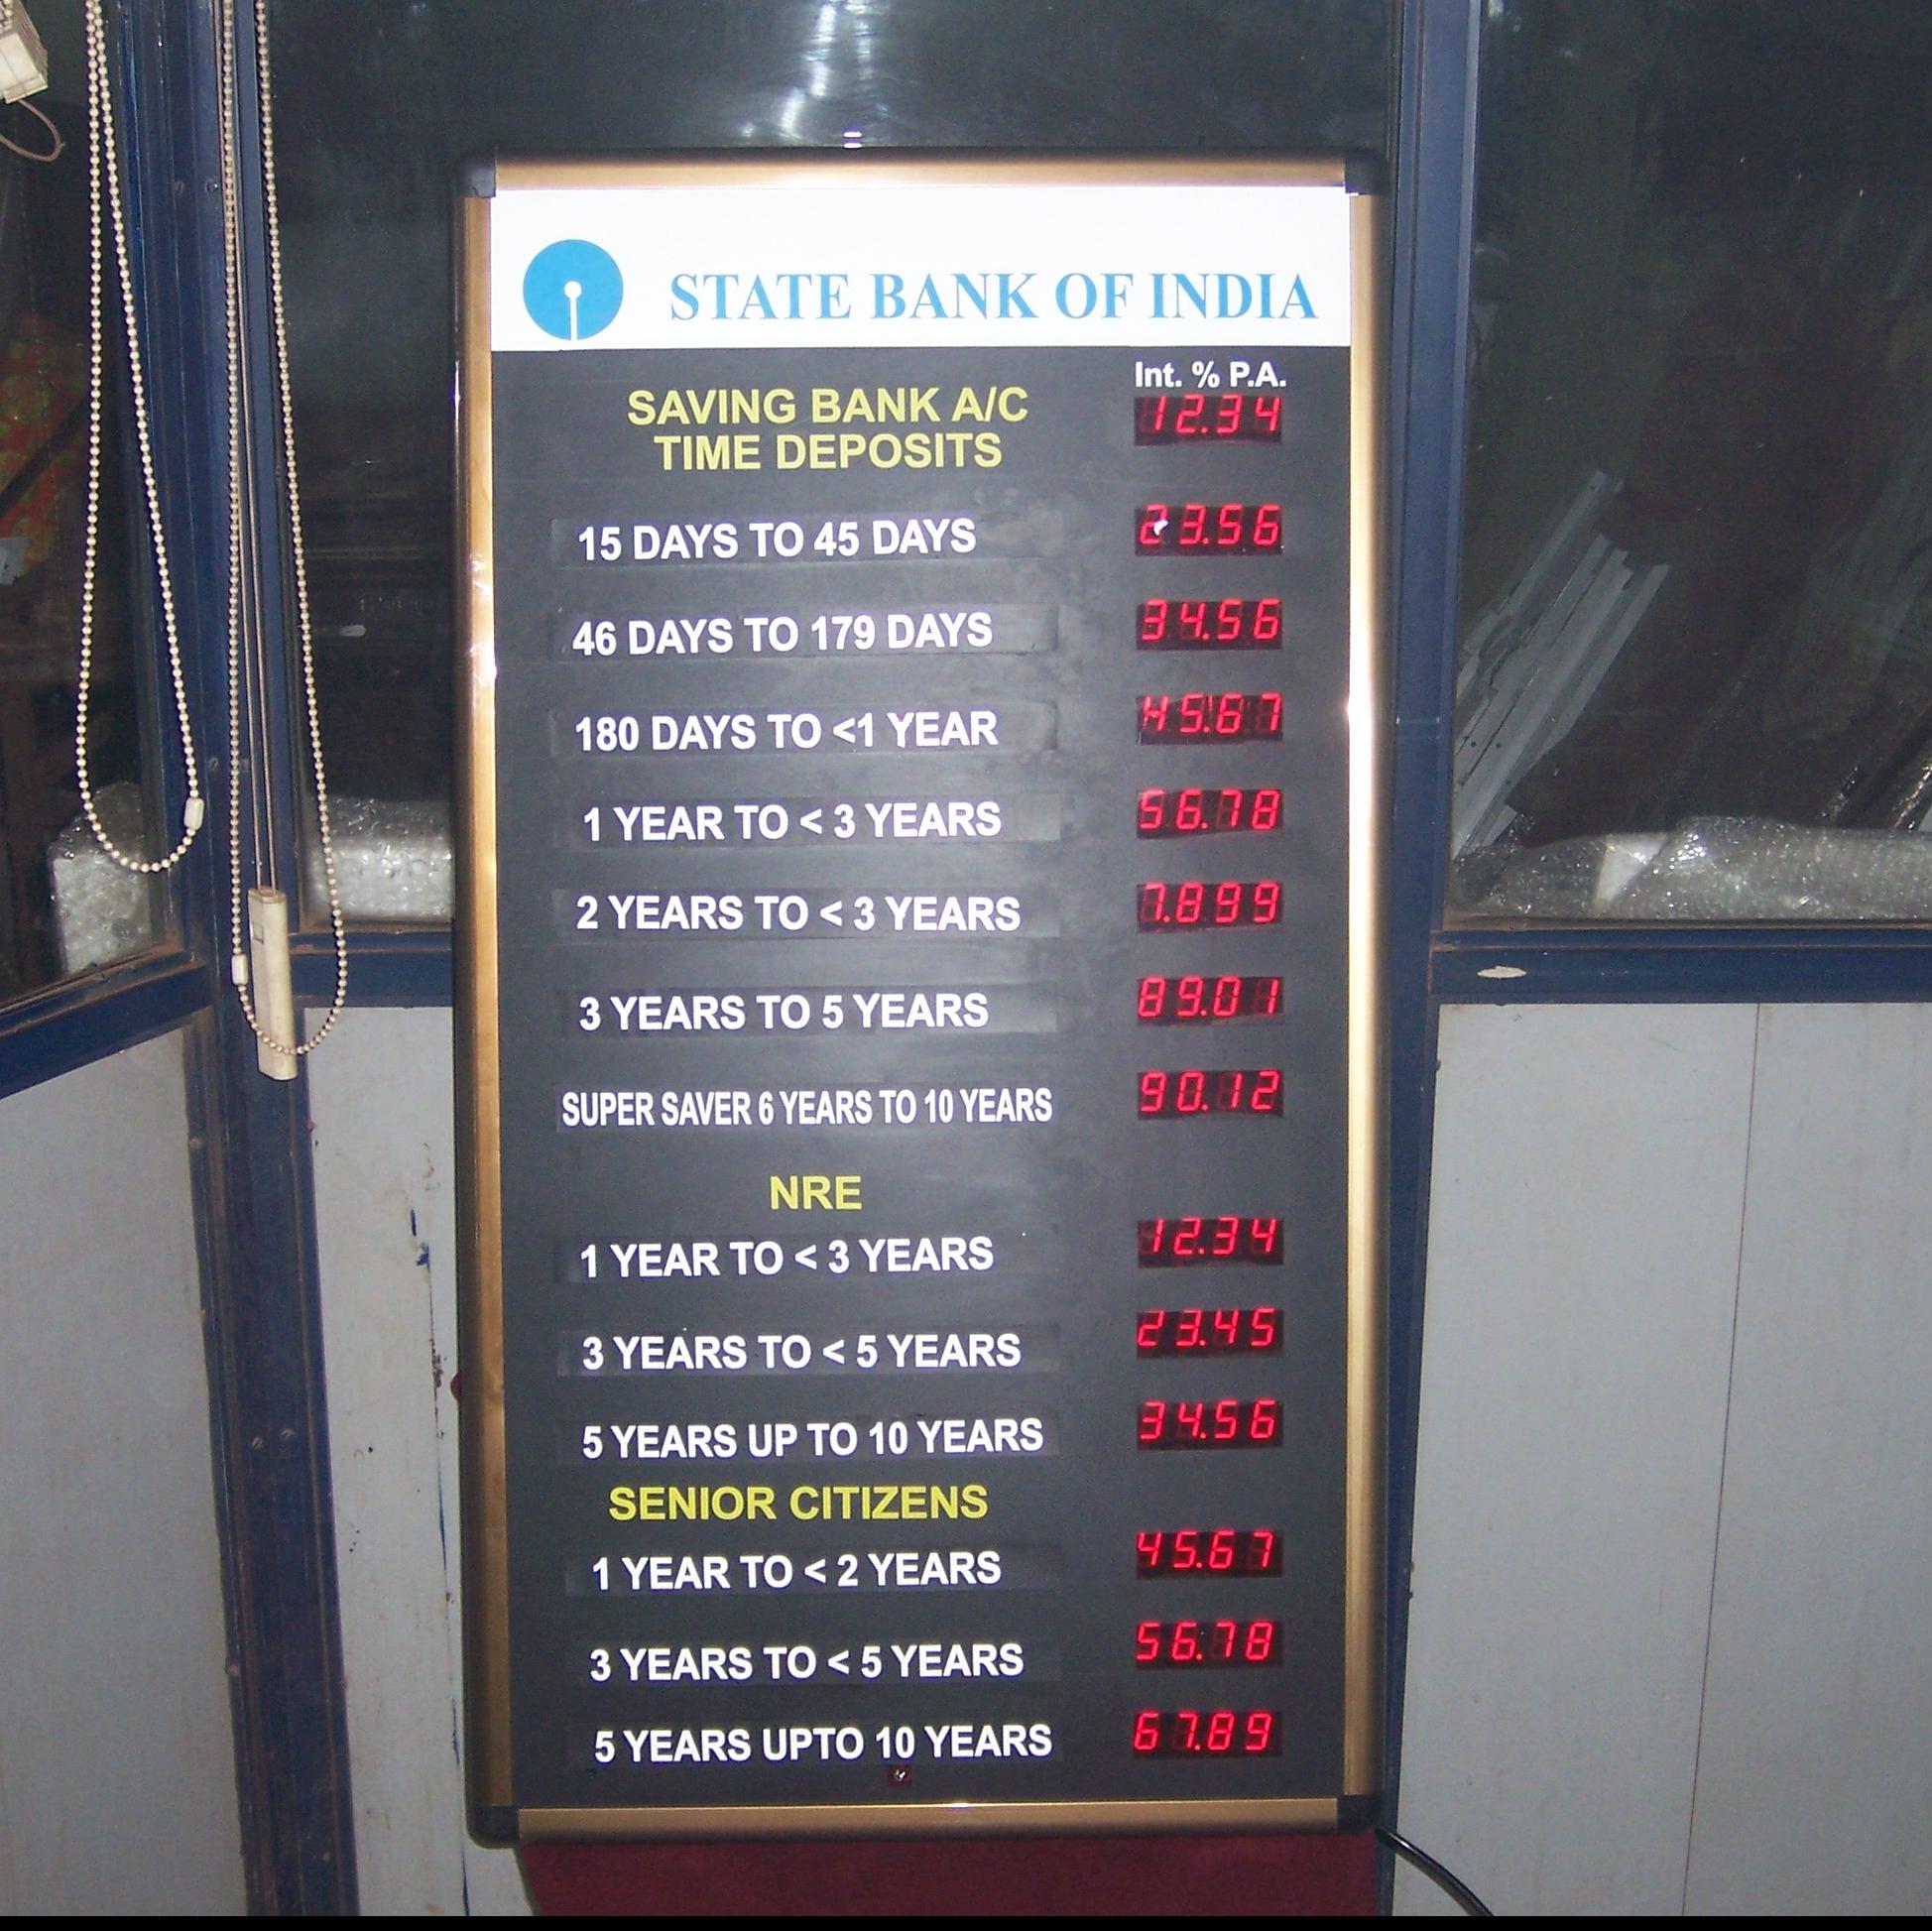 STATE BANK OF INDIA
Int. % P.A.
SAVING BANK A/C 12.34
TIME DEPOSITS
15 DAYS TO 45 DAYS 23.56
46 DAYS TO 179 DAYS 34.56
180 DAYS TO <1 YEAR 45.67
1 YEAR TO < 3 YEARS 56.78
2 YEARS TO < 3 YEARS 7.899
3 YEARS TO 5 YEARS 89.01
SUPER SAVER 6 YEARS TO 10 YEARS 90.12
NRE
1 YEAR TO < 3 YEARS 12.34
3 YEARS TO < 5 YEARS 23.45
5 YEARS UP TO 10 YEARS 34.56
SENIOR CITIZENS
1 YEAR TO < 2 YEARS 45.67
3 YEARS TO < 5 YEARS 56.78
5 YEARS UPTO 10 YEARS 67.89